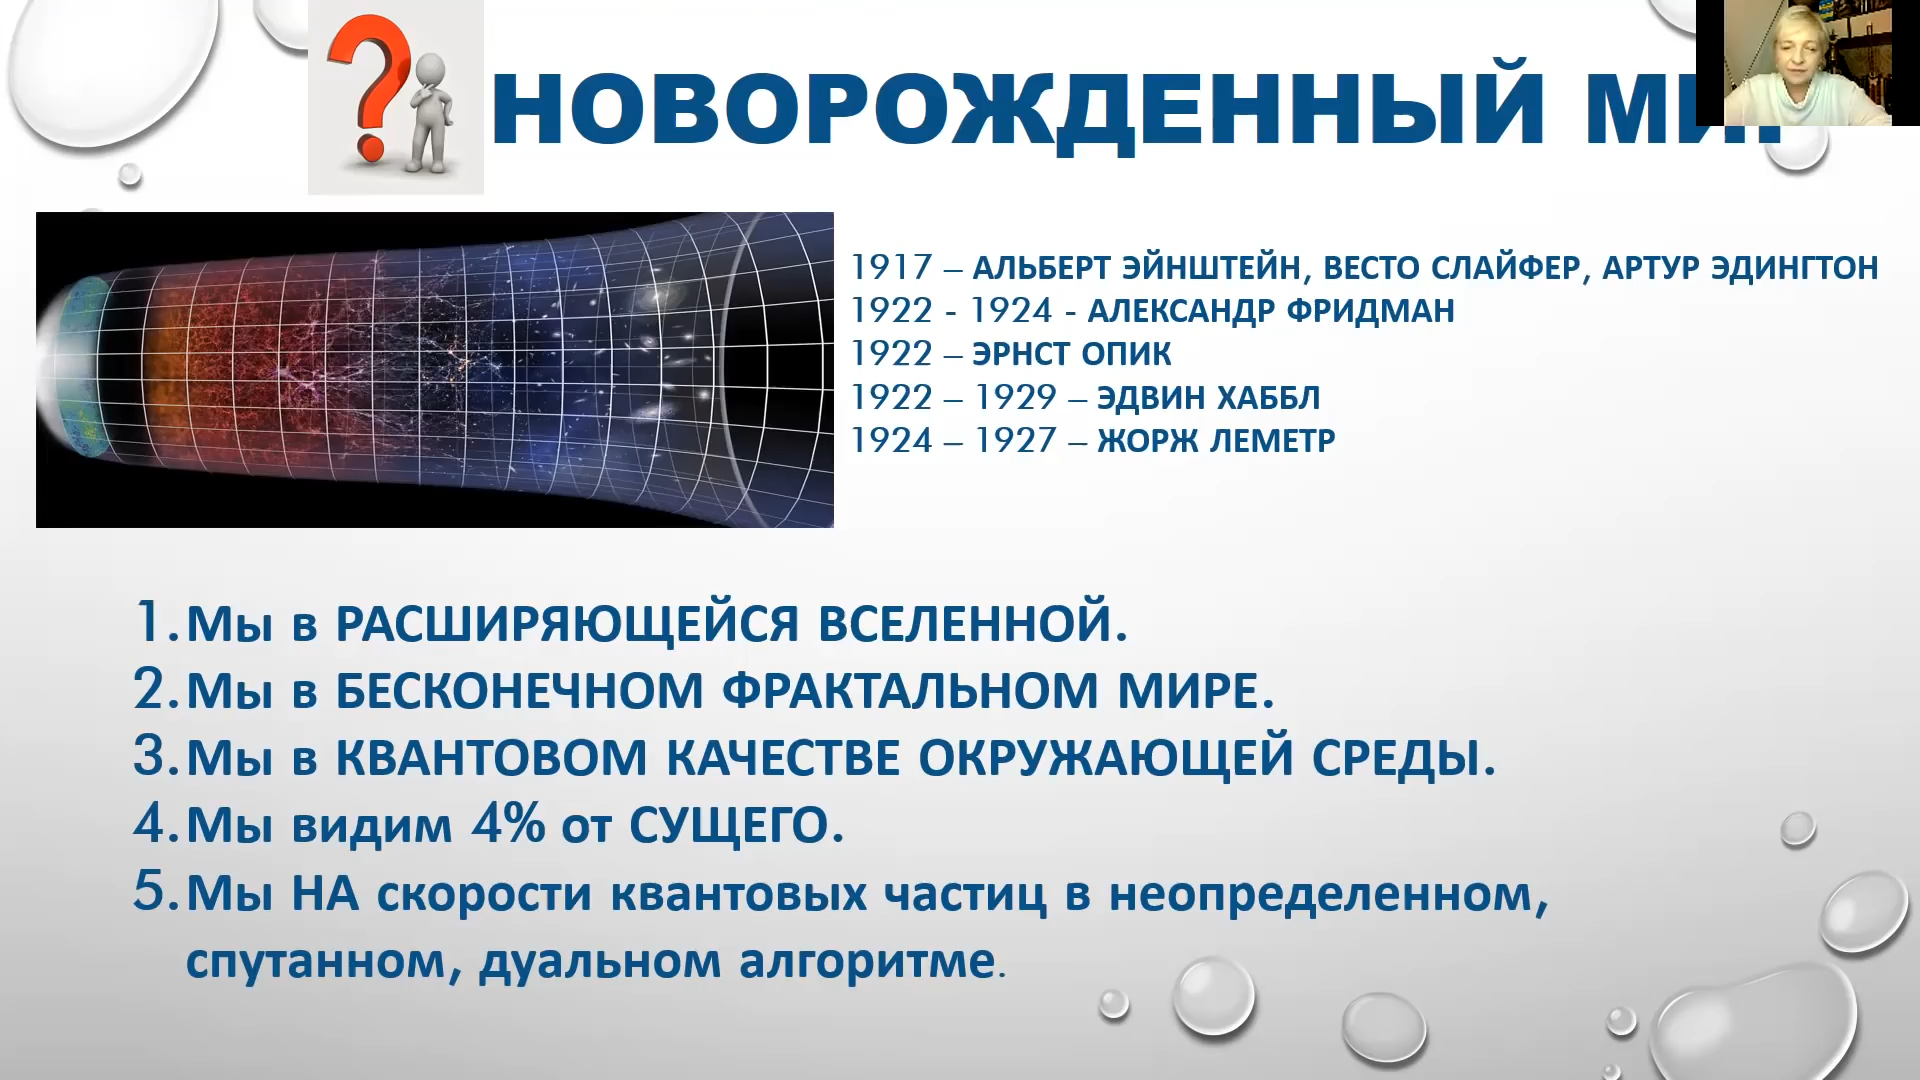 НОВОРОЖДЕННЫЙ
1917 – АЛЬБЕРТ ЭЙНШТЕЙН, ВЕСТО СЛАЙФЕР, АРТУР ЭДИНГТОН
1922 - 1924 - АЛЕКСАНДР ФРИДМАН
1922 – ЭРНСТ ОПИК
1922 – 1929 – ЭДВИН ХАББЛ
1924 – 1927 – ЖОРЖ ЛЕМЕТР
1. Мы в РАСШИРЯЮЩЕЙСЯ ВСЕЛЕННОЙ.
2. Мы в БЕСКОНЕЧНОМ ФРАКТАЛЬНОМ МИРЕ.
3. Мы в КВАНТОВОМ КАЧЕСТВЕ ОКРУЖАЮЩЕЙ СРЕДЫ.
4. Мы видим 4% от СУЩЕГО.
5. Мы НА скорости квантовых частиц в неопределенном,
спутанном, дуальном алгоритме.